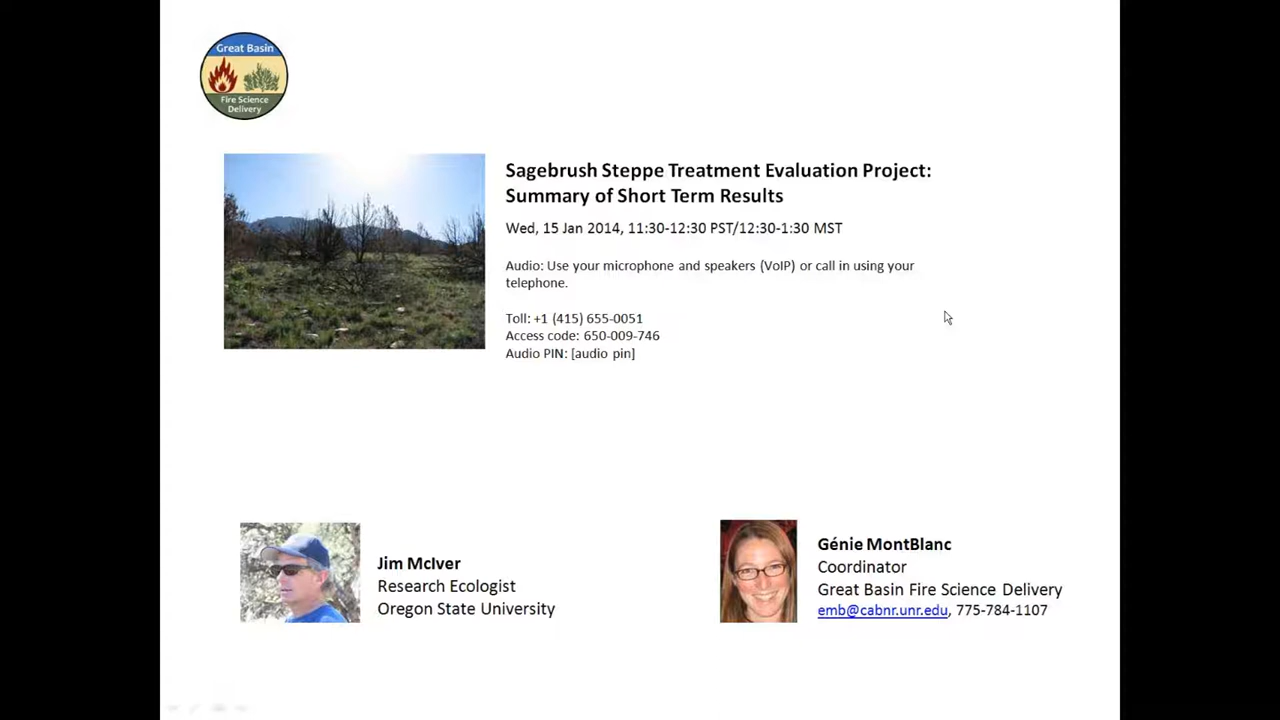 Great Basin
Fire Science
Delivery
Sagebrush Steppe Treatment Evaluation Project:
Summary of Short Term Results
Wed, 15 Jan 2014, 11:30-12:30 PST/12:30-1:30 MST
Audio: Use your microphone and speakers (VoIP) or call in using your
telephone.
Toll: +1 (415) 655-0051
Access code: 650-009-746
Audio PIN: [audio pin]
Jim McIver
Research Ecologist
Oregon State University
Génie MontBlanc
Coordinator
Great Basin Fire Science Delivery
emb@cabnr.unr.edu, 775-784-1107